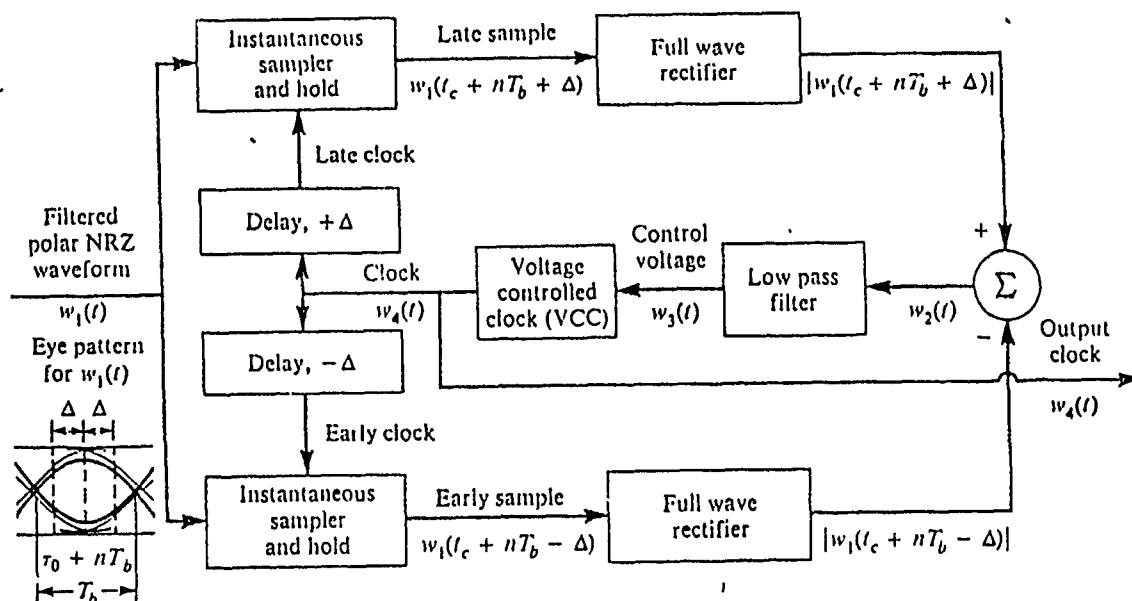 Instantaneous
sampler
and hold
Late sample
w₁(t_c + nT_b + Δ)
Full wave
rectifier
|w₁(t_c + nT_b + Δ)|
Late clock
Delay, +Δ
Filtered
polar NRZ
waveform
w₁(t)
Clock
w₄(t)
Voltage
controlled
clock (VCC)
Control
voltage
w₃(t)
Low pass
filter
w₂(t)
+
Σ
−
Output
clock
w₄(t)
Delay, −Δ
Early clock
Eye pattern
for w₁(t)
Δ Δ
τ₀ + nT_b
T_b
Instantaneous
sampler
and hold
Early sample
w₁(t_c + nT_b − Δ)
Full wave
rectifier
|w₁(t_c + nT_b − Δ)|